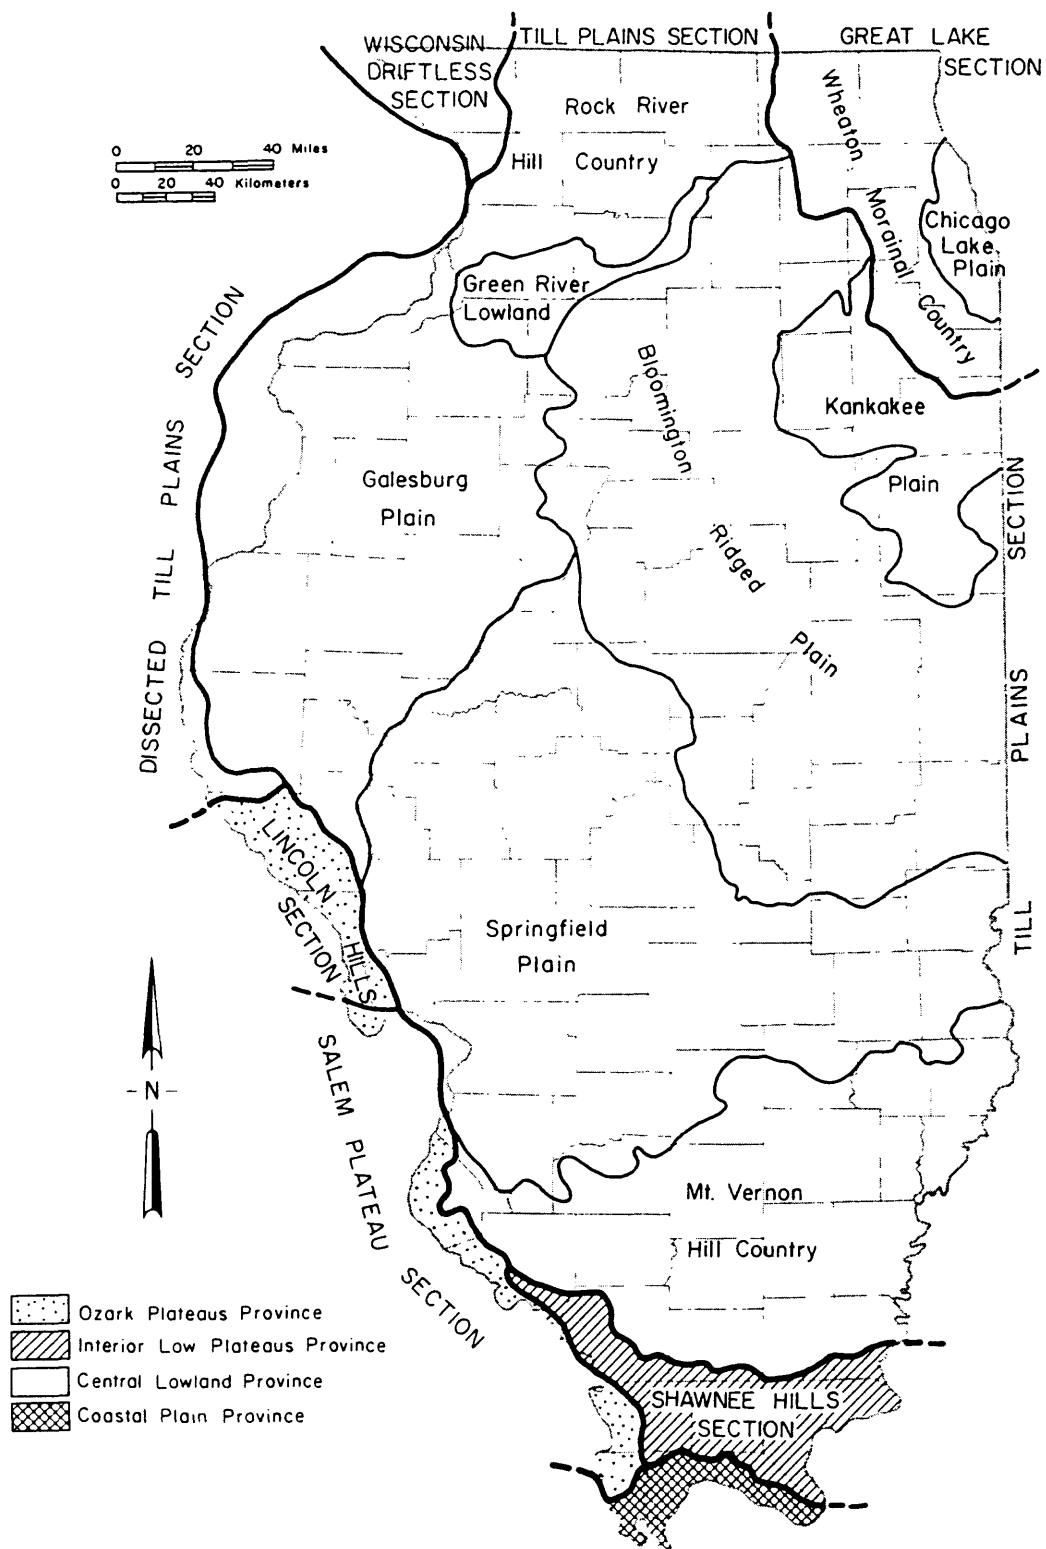 WISCONSIN
DRIFTLESS
SECTION
TILL PLAINS SECTION
GREAT LAKE
SECTION
Rock River
Hill Country
Wheaton
Morainal Country
Chicago
Lake
Plain
0 20 40 Miles
0 20 40 Kilometers
Green River
Lowland
DISSECTED TILL PLAINS SECTION
Bloomington
Ridged
Plain
Kankakee
Plain
Galesburg
Plain
TILL PLAINS SECTION
LINCOLN HILLS
SECTION
Springfield
Plain
N
SALEM PLATEAU SECTION
Mt. Vernon
Hill Country
Ozark Plateaus Province
Interior Low Plateaus Province
Central Lowland Province
Coastal Plain Province
SHAWNEE HILLS
SECTION